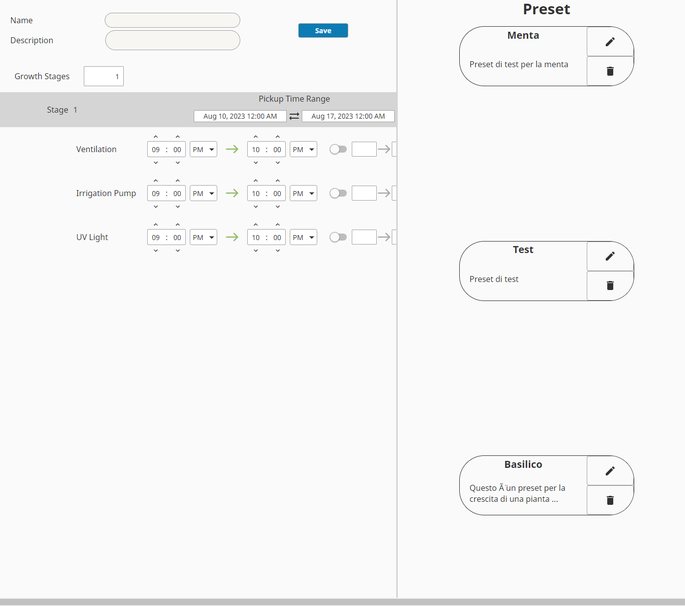 Name
Description
Save
Growth Stages 1
Pickup Time Range
Stage 1
Aug 10, 2023 12:00 AM Aug 17, 2023 12:00 AM
Ventilation 09 : 00 PM 10 : 00 PM
Irrigation Pump 09 : 00 PM 10 : 00 PM
UV Light 09 : 00 PM 10 : 00 PM
Preset
Menta
Preset di test per la menta
Test
Preset di test
Basilico
Questo Ã¨un preset per la
crescita di una pianta ...